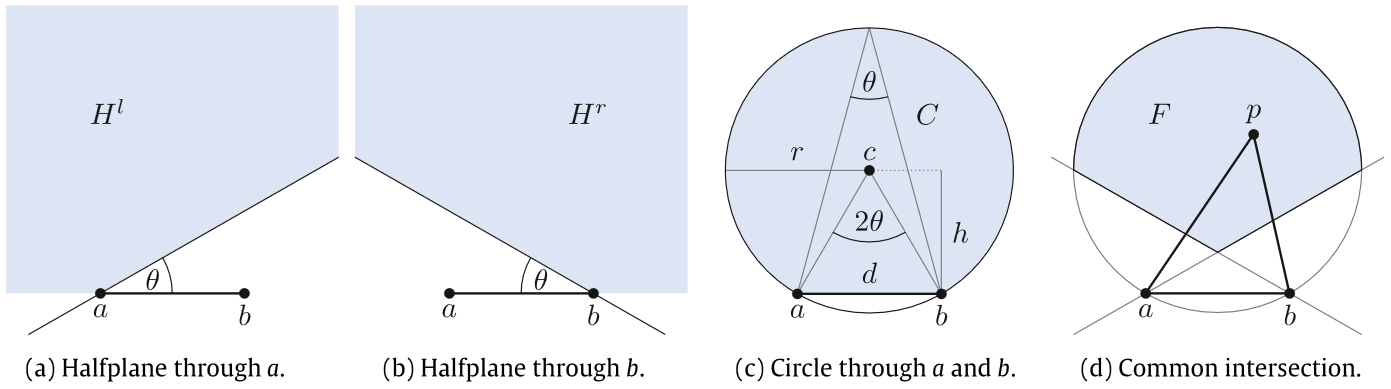 H^l
θ
a
b
(a) Halfplane through a.
H^r
θ
a
b
(b) Halfplane through b.
θ
C
r
c
2θ
h
d
a
b
(c) Circle through a and b.
F
p
a
b
(d) Common intersection.